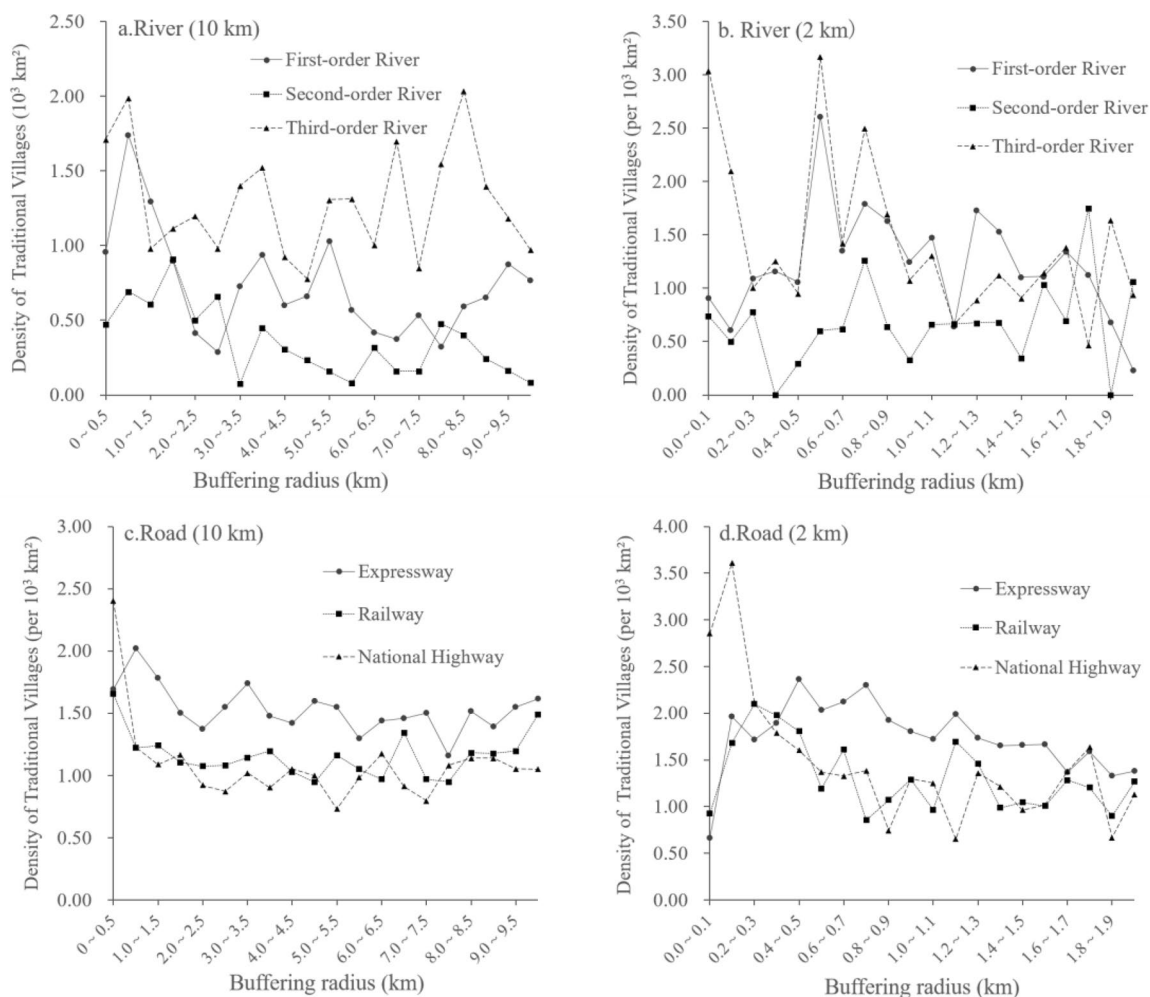 a.River (10 km)
Density of Traditional Villages (10³ km²)
2.50
2.00
1.50
1.00
0.50
0.00
First-order River
Second-order River
Third-order River
0 ~ 0.5
1.0 ~ 1.5
2.0 ~ 2.5
3.0 ~ 3.5
4.0 ~ 4.5
5.0 ~ 5.5
6.0 ~ 6.5
7.0 ~ 7.5
8.0 ~ 8.5
9.0 ~ 9.5
Buffering radius (km)
b. River (2 km)
Density of Traditional Villages (per 10³ km²)
3.50
3.00
2.50
2.00
1.50
1.00
0.50
0.00
First-order River
Second-order River
Third-order River
0.0 ~ 0.1
0.2 ~ 0.3
0.4 ~ 0.5
0.6 ~ 0.7
0.8 ~ 0.9
1.0 ~ 1.1
1.2 ~ 1.3
1.4 ~ 1.5
1.6 ~ 1.7
1.8 ~ 1.9
Bufferindg radius (km)
c.Road (10 km)
Density of Traditional Villages (per 10³ km²)
3.00
2.50
2.00
1.50
1.00
0.50
0.00
Expressway
Railway
National Highway
0 ~ 0.5
1.0 ~ 1.5
2.0 ~ 2.5
3.0 ~ 3.5
4.0 ~ 4.5
5.0 ~ 5.5
6.0 ~ 6.5
7.0 ~ 7.5
8.0 ~ 8.5
9.0 ~ 9.5
Buffering radius (km)
d.Road (2 km)
Density of Traditional Villages (per 10³ km²)
4.00
3.50
3.00
2.50
2.00
1.50
1.00
0.50
0.00
Expressway
Railway
National Highway
0.0 ~ 0.1
0.2 ~ 0.3
0.4 ~ 0.5
0.6 ~ 0.7
0.8 ~ 0.9
1.0 ~ 1.1
1.2 ~ 1.3
1.4 ~ 1.5
1.6 ~ 1.7
1.8 ~ 1.9
Buffering radius (km)